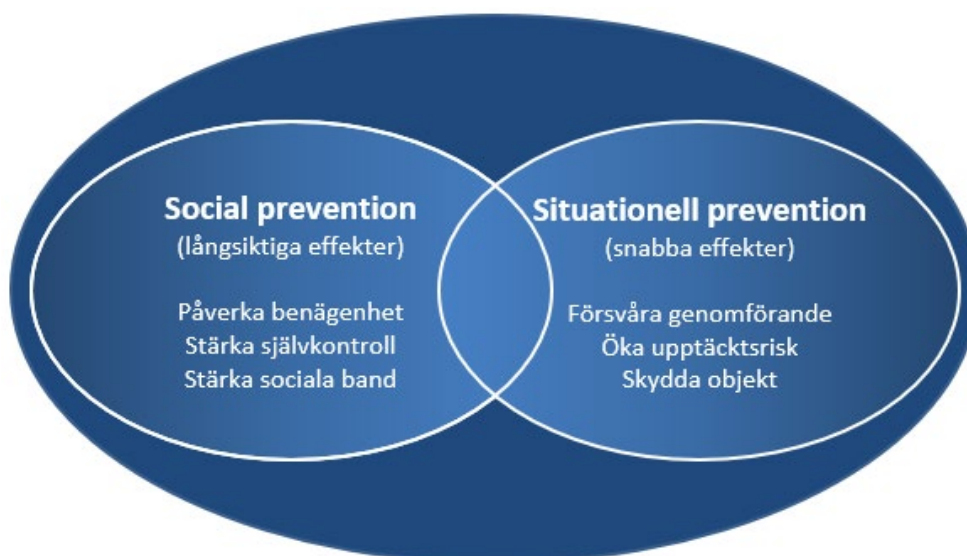 Social prevention
(långsiktiga effekter)
Påverka benägenhet
Stärka självkontroll
Stärka sociala band
Situationell prevention
(snabba effekter)
Försvåra genomförande
Öka upptäcktsrisk
Skydda objekt